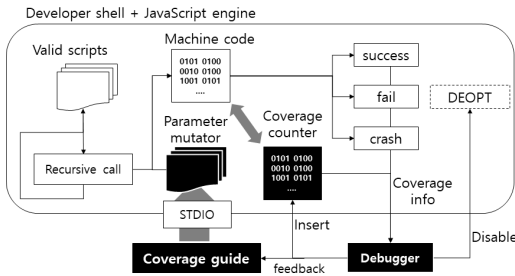 Developer shell + JavaScript engine
Valid scripts
Machine code
0101 0100
0010 0100
1001 0101
....
success
fail
crash
DEOPT
Parameter
mutator
Coverage
counter
0101 0100
0010 0100
1001 0101
....
Recursive call
STDIO
Coverage
info
Insert
Disable
Coverage guide
feedback
Debugger